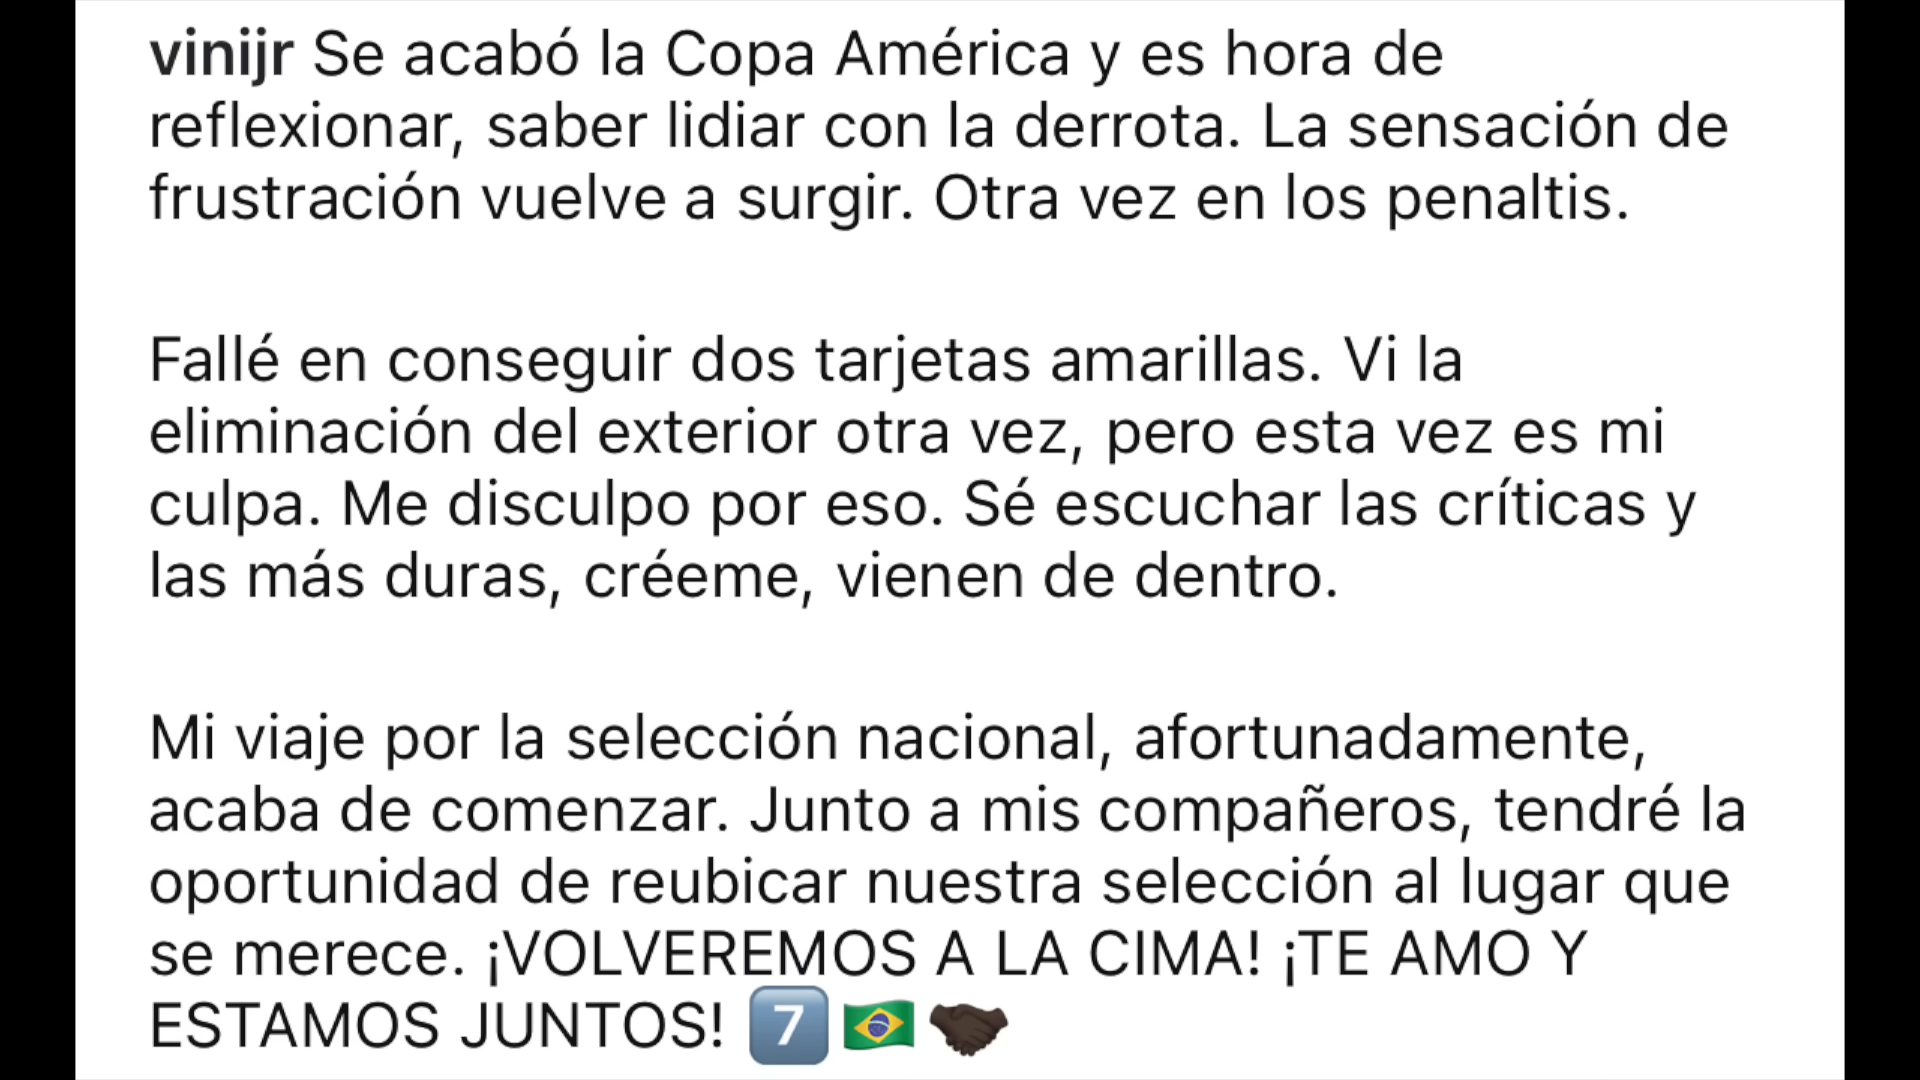 vinijr Se acabó la Copa América y es hora de
reflexionar, saber lidiar con la derrota. La sensación de
frustración vuelve a surgir. Otra vez en los penaltis.
Fallé en conseguir dos tarjetas amarillas. Vi la
eliminación del exterior otra vez, pero esta vez es mi
culpa. Me disculpo por eso. Sé escuchar las críticas y
las más duras, créeme, vienen de dentro.
Mi viaje por la selección nacional, afortunadamente,
acaba de comenzar. Junto a mis compañeros, tendré la
oportunidad de reubicar nuestra selección al lugar que
se merece. ¡VOLVEREMOS A LA CIMA! ¡TE AMO Y
ESTAMOS JUNTOS! 7️⃣🇧🇷🤝🏿